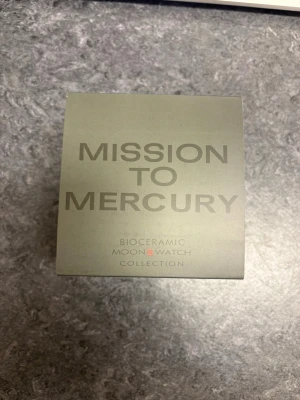 MISSION
TO
MERCURY
BIOCERAMIC
MOONSWATCH
COLLECTION